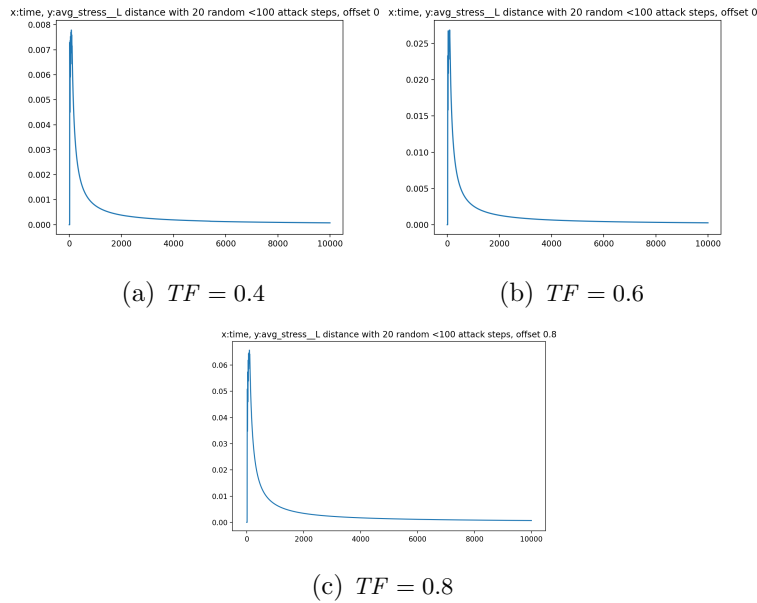 x:time, y:avg_stress__L distance with 20 random <100 attack steps, offset 0
0.008
0.007
0.006
0.005
0.004
0.003
0.002
0.001
0.000
0 2000 4000 6000 8000 10000
(a) TF = 0.4
x:time, y:avg_stress__L distance with 20 random <100 attack steps, offset 0
0.025
0.020
0.015
0.010
0.005
0.000
0 2000 4000 6000 8000 10000
(b) TF = 0.6
x:time, y:avg_stress__L distance with 20 random <100 attack steps, offset 0.8
0.06
0.05
0.04
0.03
0.02
0.01
0.00
0 2000 4000 6000 8000 10000
(c) TF = 0.8